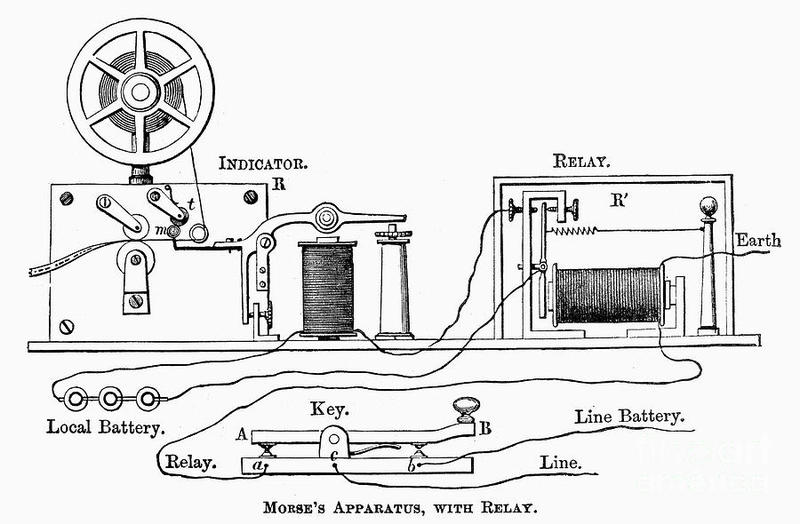 INDICATOR.
R
t
m
RELAY.
R'
Earth
Local Battery.
Key.
A
B
Line Battery.
Relay.
a
c
b
Line.
MORSE'S APPARATUS, WITH RELAY.